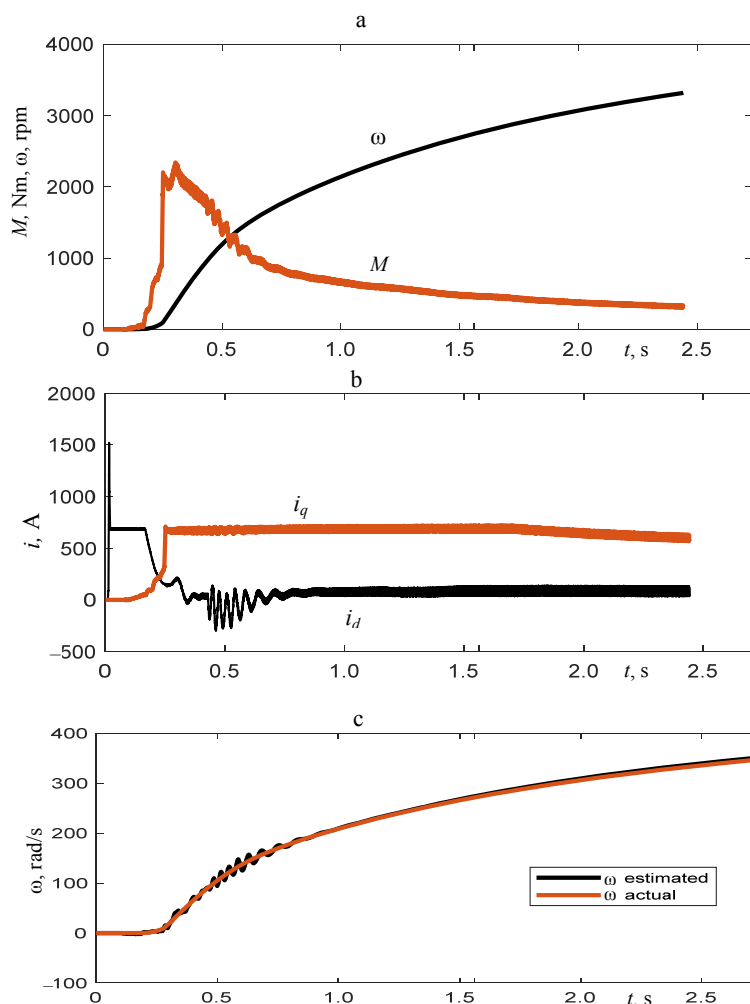 a
4000
3000
2000
1000
0
M, Nm, ω, rpm
ω
M
0 0.5 1.0 1.5 2.0 2.5
t, s
b
2000
1500
1000
500
0
–500
i, A
i_q
i_d
0 0.5 1.0 1.5 2.0 2.5
t, s
c
400
300
200
100
0
–100
ω, rad/s
ω estimated
ω actual
0 0.5 1.0 1.5 2.0 2.5
t, s